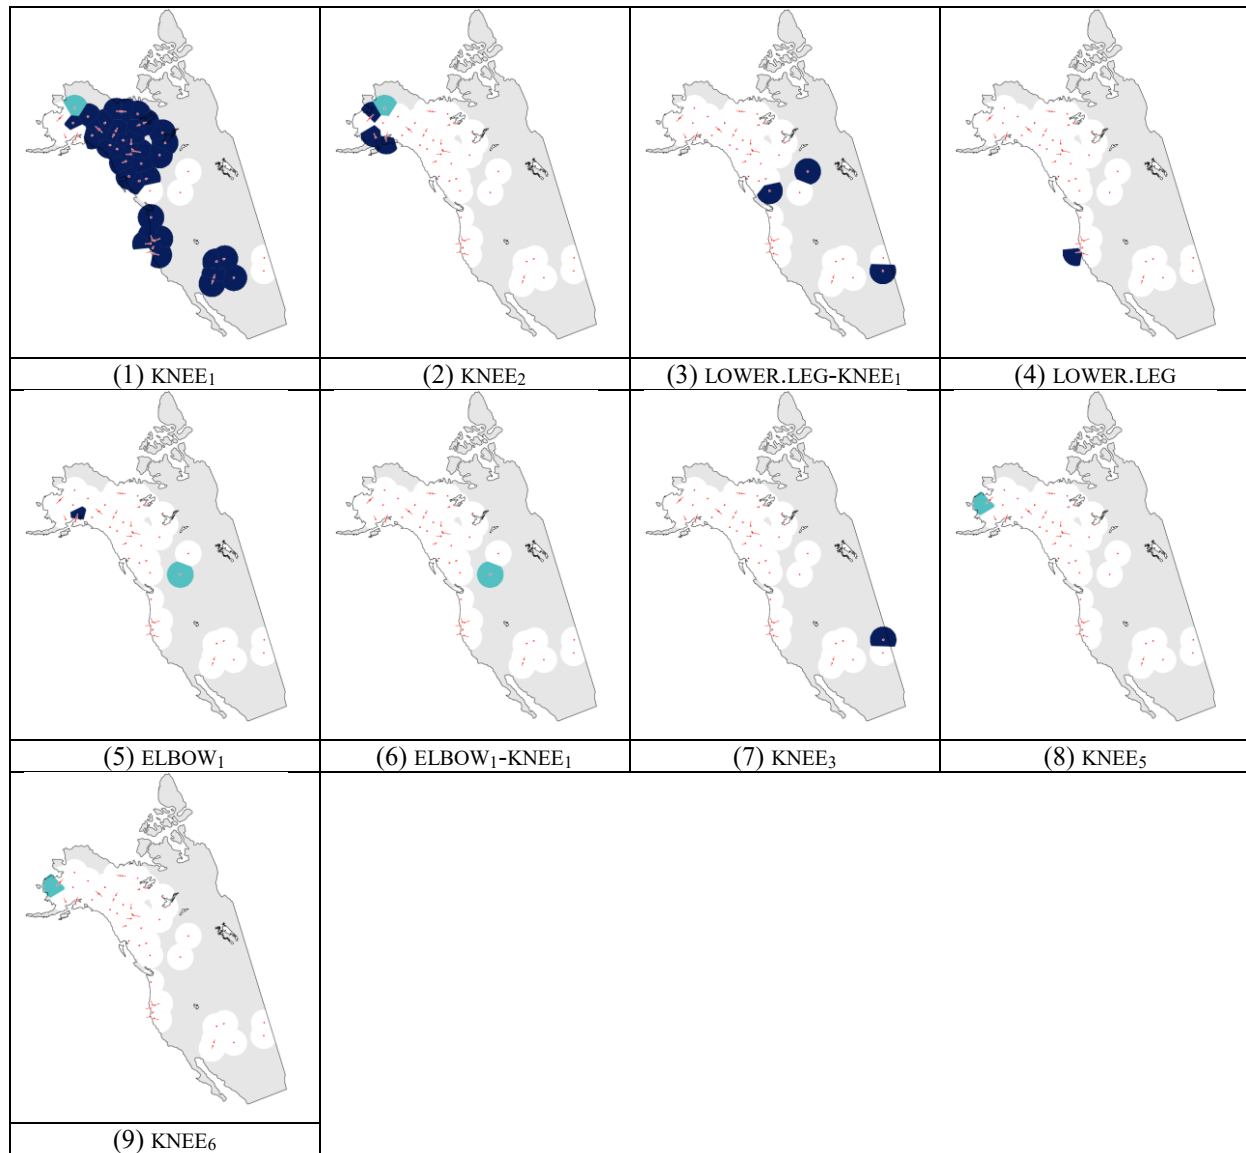 (1) KNEE₁
(2) KNEE₂
(3) LOWER.LEG-KNEE₁
(4) LOWER.LEG
(5) ELBOW₁
(6) ELBOW₁-KNEE₁
(7) KNEE₃
(8) KNEE₅
(9) KNEE₆